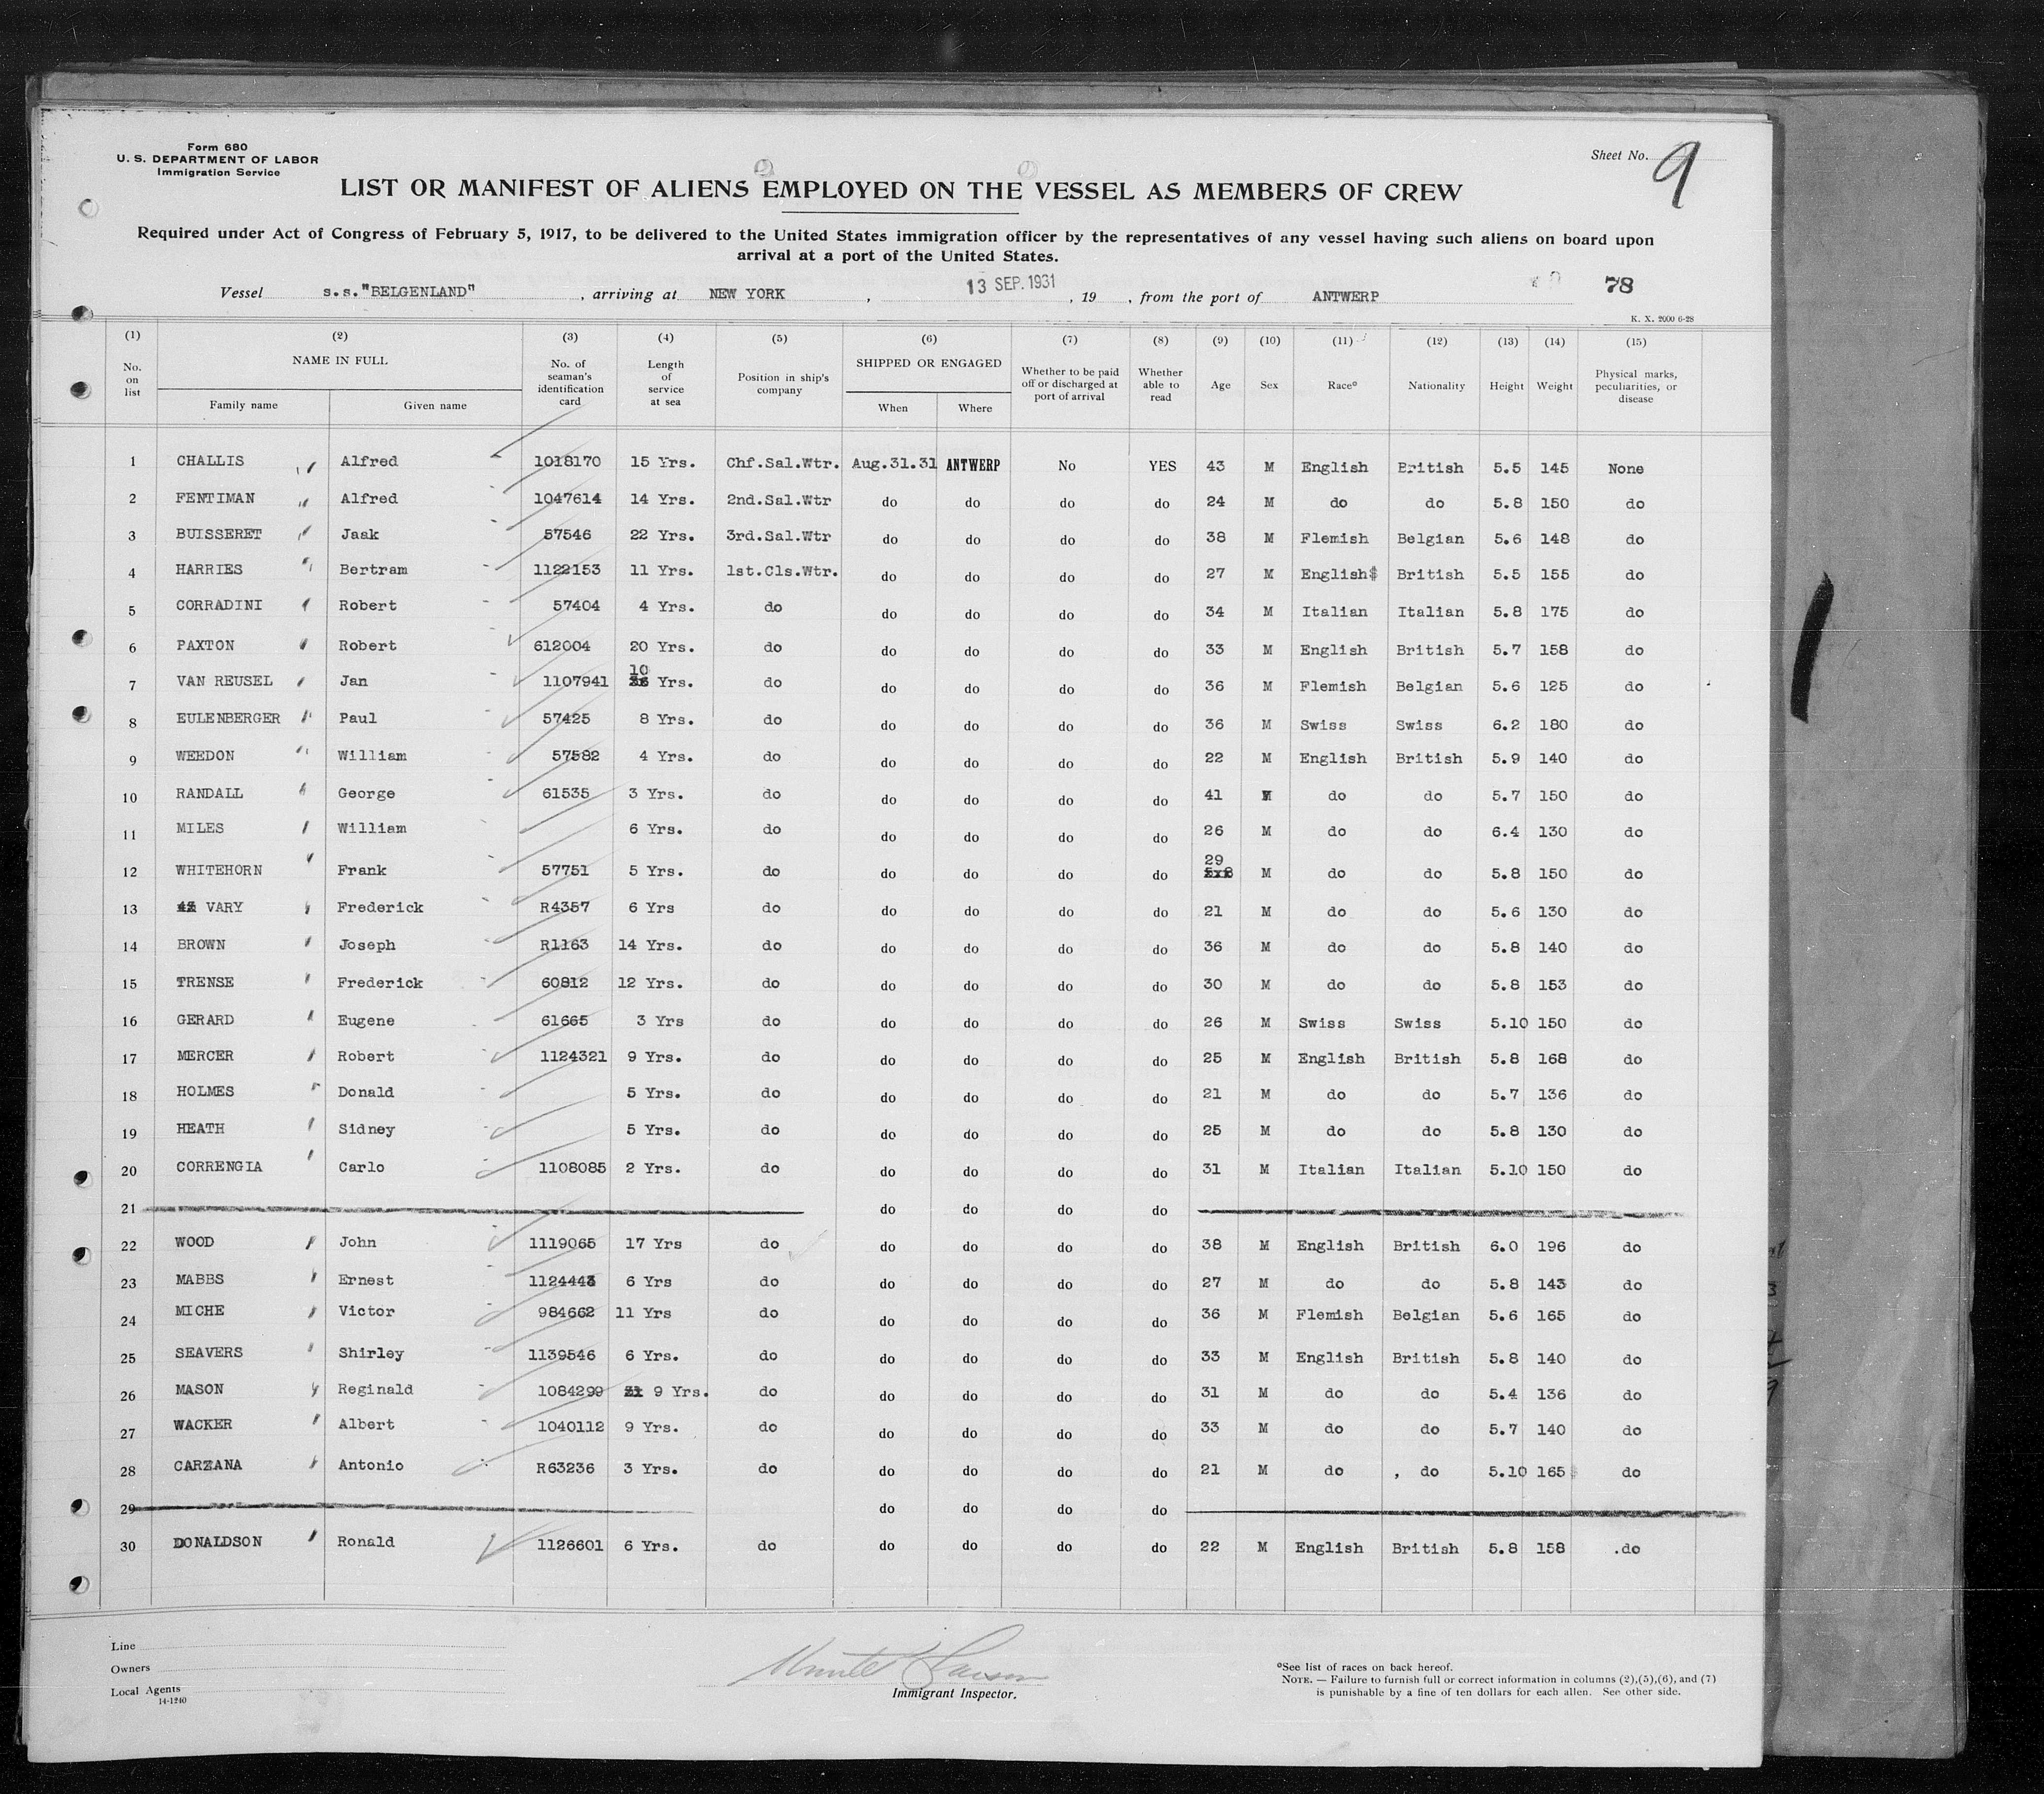 Form 680
U. S. DEPARTMENT OF LABOR
Immigration Service
Sheet No. 9
LIST OR MANIFEST OF ALIENS EMPLOYED ON THE VESSEL AS MEMBERS OF CREW
Required under Act of Congress of February 5, 1917, to be delivered to the United States immigration officer by the representatives of any vessel having such aliens on board upon
arrival at a port of the United States.
Vessel s.s."BELGENLAND", arriving at NEW YORK, 13 SEP. 1931, 19 , from the port of ANTWERP 78
K. X. 2000 6-28
(1) (2) (3) (4) (5) (6) (7) (8) (9) (10) (11) (12) (13) (14) (15)
No. on list NAME IN FULL Family name Given name No. of seaman's identification card Length of service at sea Position in ship's company SHIPPED OR ENGAGED When Where Whether to be paid off or discharged at port of arrival Whether able to read Age Sex Race° Nationality Height Weight Physical marks, peculiarities, or disease
1 CHALLIS Alfred 1018170 15 Yrs. Chf.Sal.Wtr. Aug.31.31 ANTWERP No YES 43 M English British 5.5 145 None
2 FENTIMAN Alfred 1047614 14 Yrs. 2nd.Sal.Wtr do do do do 24 M do do 5.8 150 do
3 BUISSERET Jaak 57546 22 Yrs. 3rd.Sal.Wtr do do do do 38 M Flemish Belgian 5.6 148 do
4 HARRIES Bertram 1122153 11 Yrs. 1st.Cls.Wtr. do do do do 27 M English British 5.5 155 do
5 CORRADINI Robert 57404 4 Yrs. do do do do do 34 M Italian Italian 5.8 175 do
6 PAXTON Robert 612004 20 Yrs. do do do do do 33 M English British 5.7 158 do
7 VAN REUSEL Jan 1107941 10 Yrs. do do do do do 36 M Flemish Belgian 5.6 125 do
8 EULENBERGER Paul 57425 8 Yrs. do do do do do 36 M Swiss Swiss 6.2 180 do
9 WEEDON William 57582 4 Yrs. do do do do do 22 M English British 5.9 140 do
10 RANDALL George 61535 3 Yrs. do do do do do 41 M do do 5.7 150 do
11 MILES William 6 Yrs. do do do do do 26 M do do 6.4 130 do
12 WHITEHORN Frank 57751 5 Yrs. do do do do do 29 M do do 5.8 150 do
13 VARY Frederick R4357 6 Yrs do do do do do 21 M do do 5.6 130 do
14 BROWN Joseph R1163 14 Yrs. do do do do do 36 M do do 5.8 140 do
15 TRENSE Frederick 60812 12 Yrs. do do do do do 30 M do do 5.8 153 do
16 GERARD Eugene 61665 3 Yrs do do do do do 26 M Swiss Swiss 5.10 150 do
17 MERCER Robert 1124321 9 Yrs. do do do do do 25 M English British 5.8 168 do
18 HOLMES Donald 5 Yrs. do do do do do 21 M do do 5.7 136 do
19 HEATH Sidney 5 Yrs. do do do do do 25 M do do 5.8 130 do
20 CORRENGIA Carlo 1108085 2 Yrs. do do do do do 31 M Italian Italian 5.10 150 do
21 do do do do
22 WOOD John 1119065 17 Yrs do do do do do 38 M English British 6.0 196 do
23 MABBS Ernest 1124443 6 Yrs do do do do do 27 M do do 5.8 143 do
24 MICHE Victor 984662 11 Yrs do do do do do 36 M Flemish Belgian 5.6 165 do
25 SEAVERS Shirley 1139546 6 Yrs. do do do do do 33 M English British 5.8 140 do
26 MASON Reginald 1084299 9 Yrs. do do do do do 31 M do do 5.4 136 do
27 WACKER Albert 1040112 9 Yrs. do do do do do 33 M do do 5.7 140 do
28 CARZANA Antonio R63236 3 Yrs. do do do do do 21 M do , do 5.10 165 do
29 do do do do
30 DONALDSON Ronald 1126601 6 Yrs. do do do do do 22 M English British 5.8 158 .do
Line
Owners
Local Agents
14-1240
Immigrant Inspector.
°See list of races on back hereof.
NOTE. — Failure to furnish full or correct information in columns (2),(5),(6), and (7)
is punishable by a fine of ten dollars for each alien. See other side.